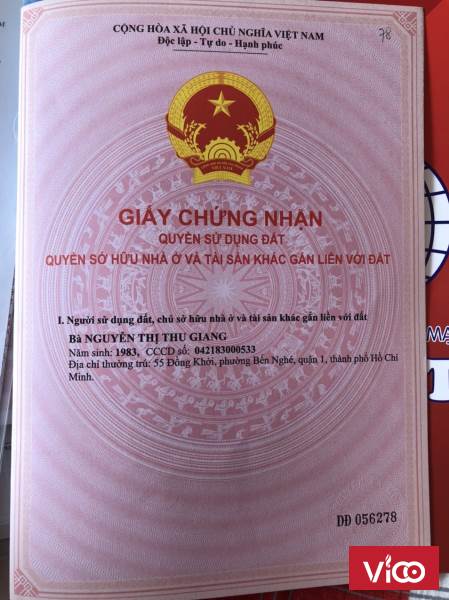 CỘNG HÒA XÃ HỘI CHỦ NGHĨA VIỆT NAM
Độc lập - Tự do - Hạnh phúc
78
VIỆT NAM
GIẤY CHỨNG NHẬN
QUYỀN SỬ DỤNG ĐẤT
QUYỀN SỞ HỮU NHÀ Ở VÀ TÀI SẢN KHÁC GẮN LIỀN VỚI ĐẤT
I. Người sử dụng đất, chủ sở hữu nhà ở và tài sản khác gắn liền với đất
Bà NGUYỄN THỊ THU GIANG
Năm sinh: 1983, CCCD số: 042183000533
Địa chỉ thường trú: 55 Đồng Khởi, phường Bến Nghé, quận 1, thành phố Hồ Chí
Minh.
DĐ 056278
Vico